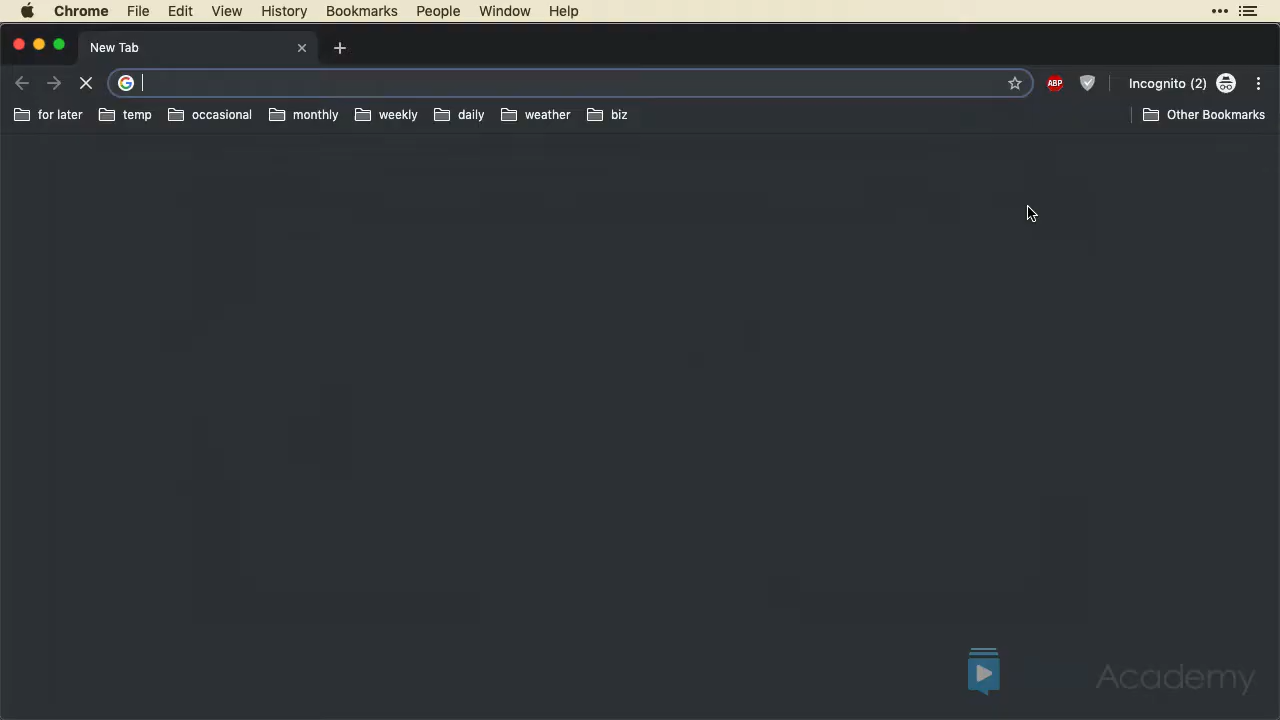 Chrome File Edit View History Bookmarks People Window Help
New Tab
ABP Incognito (2)
for later temp occasional monthly weekly daily weather biz Other Bookmarks
Academy